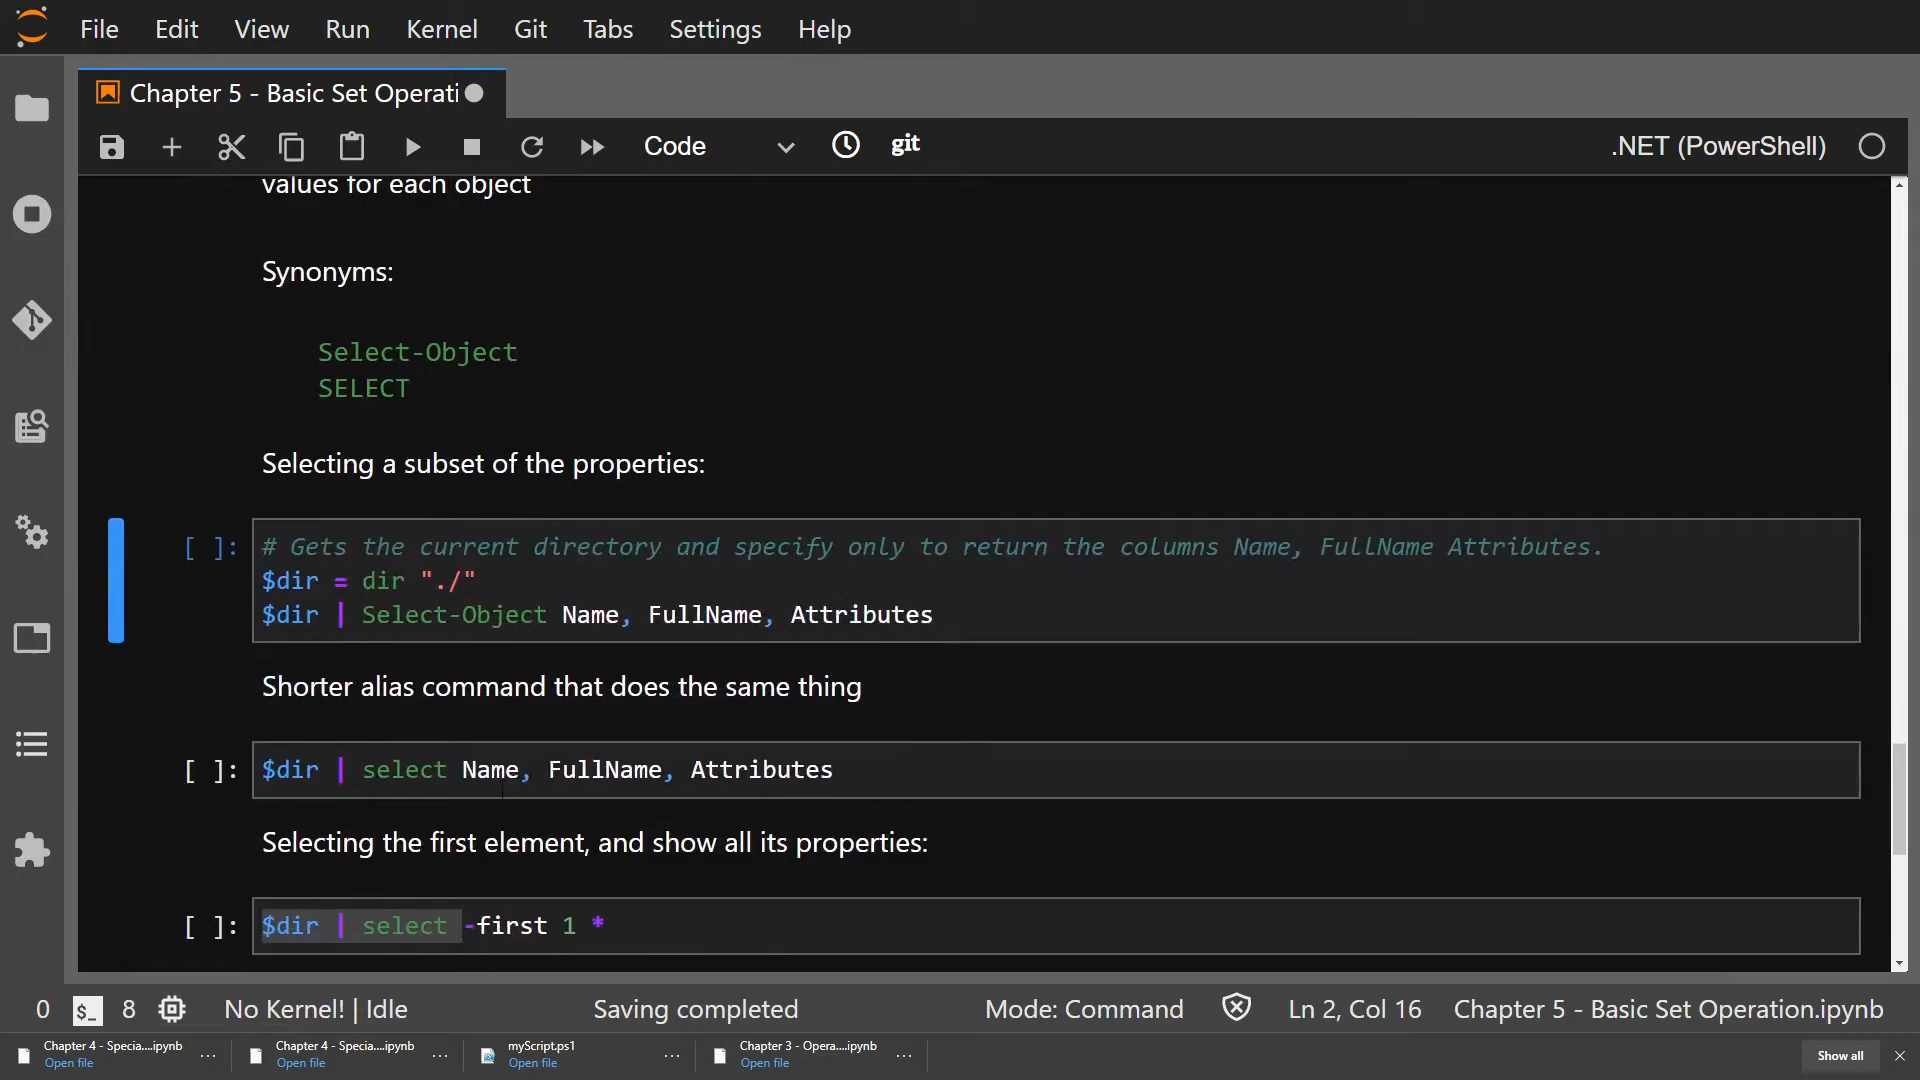 File Edit View Run Kernel Git Tabs Settings Help
Chapter 5 - Basic Set Operati
Code git .NET (PowerShell)
values for each object
Synonyms:
Select-Object
SELECT
Selecting a subset of the properties:
[ ]: # Gets the current directory and specify only to return the columns Name, FullName Attributes.
$dir = dir "./"
$dir | Select-Object Name, FullName, Attributes
Shorter alias command that does the same thing
[ ]: $dir | select Name, FullName, Attributes
Selecting the first element, and show all its properties:
[ ]: $dir | select -first 1 *
0 $_ 8 No Kernel! | Idle Saving completed Mode: Command Ln 2, Col 16 Chapter 5 - Basic Set Operation.ipynb
Chapter 4 - Specia....ipynb ... Chapter 4 - Specia....ipynb ... myScript.ps1 ... Chapter 3 - Opera....ipynb ... Show all
Open file Open file Open file Open file